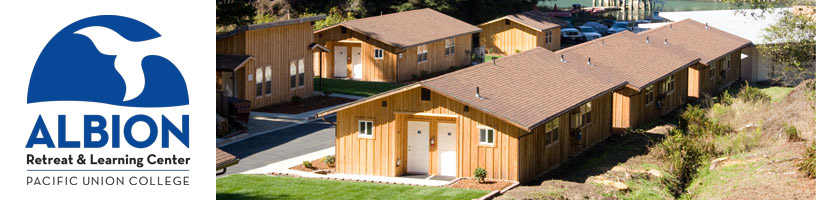 ALBION
Retreat & Learning Center
PACIFIC UNION COLLEGE